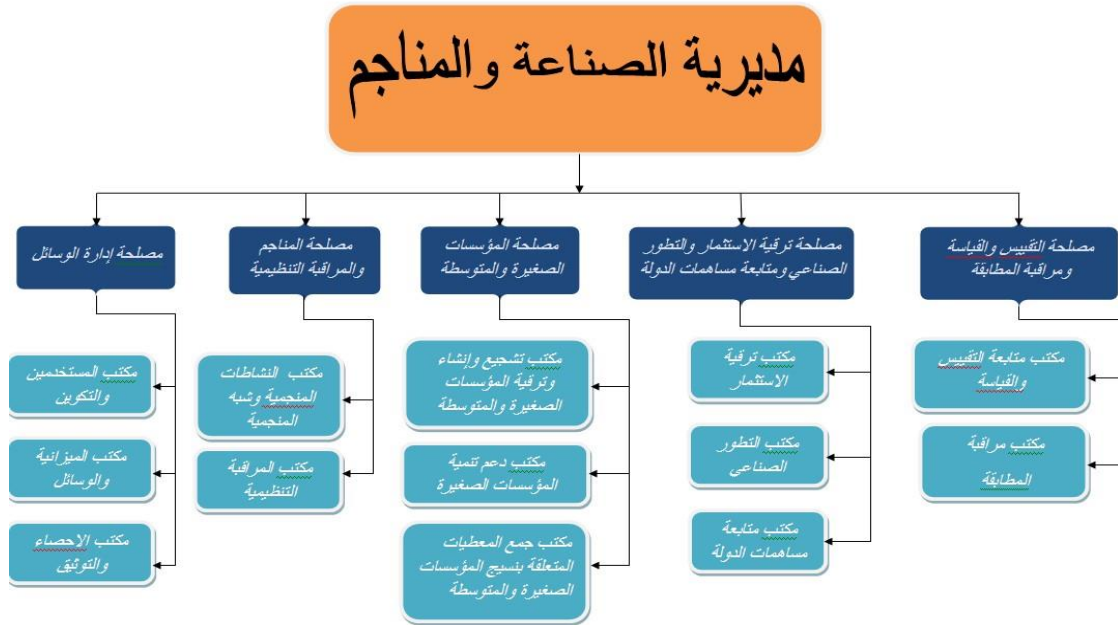 مديرية الصناعة والمناجم
مصلحة التقييس والقياسة
ومراقبة المطابقة
مصلحة ترقية الاستثمار والتطور
الصناعي ومتابعة مساهمات الدولة
مصلحة المؤسسات
الصغيرة والمتوسطة
مصلحة المناجم
والمراقبة التنظيمية
مصلحة إدارة الوسائل
مكتب متابعة التقييس
والقياسة
مكتب مراقبة
المطابقة
مكتب ترقية
الاستثمار
مكتب التطور
الصناعي
مكتب متابعة
مساهمات الدولة
مكتب تشجيع وإنشاء
وترقية المؤسسات
الصغيرة والمتوسطة
مكتب دعم تنمية
المؤسسات الصغيرة
مكتب جمع المعطيات
المتعلقة بنسيج المؤسسات
الصغيرة والمتوسطة
مكتب النشاطات
المنجمية وشبه
المنجمية
مكتب المراقبة
التنظيمية
مكتب المستخدمين
والتكوين
مكتب الميزانية
والوسائل
مكتب الاحصاء
والتوثيق